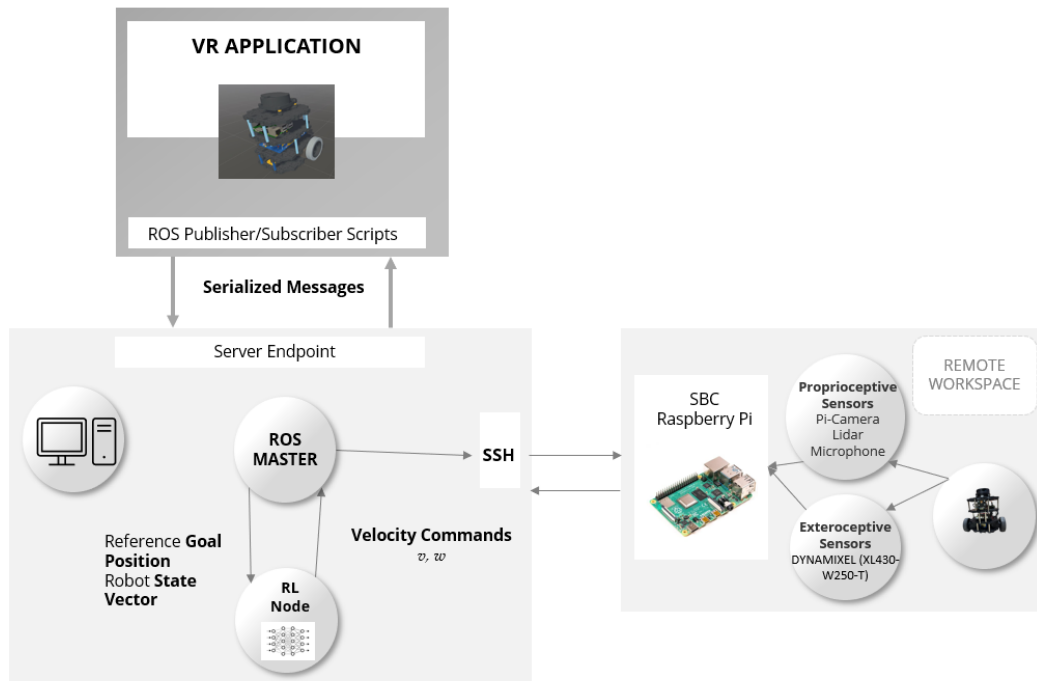 VR APPLICATION
ROS Publisher/Subscriber Scripts
Serialized Messages
Server Endpoint
ROS
MASTER
SSH
Reference Goal
Position
Robot State
Vector
Velocity Commands
v, w
RL
Node
REMOTE
WORKSPACE
SBC
Raspberry Pi
Proprioceptive
Sensors
Pi-Camera
Lidar
Microphone
Exteroceptive
Sensors
DYNAMIXEL (XL430-
W250-T)